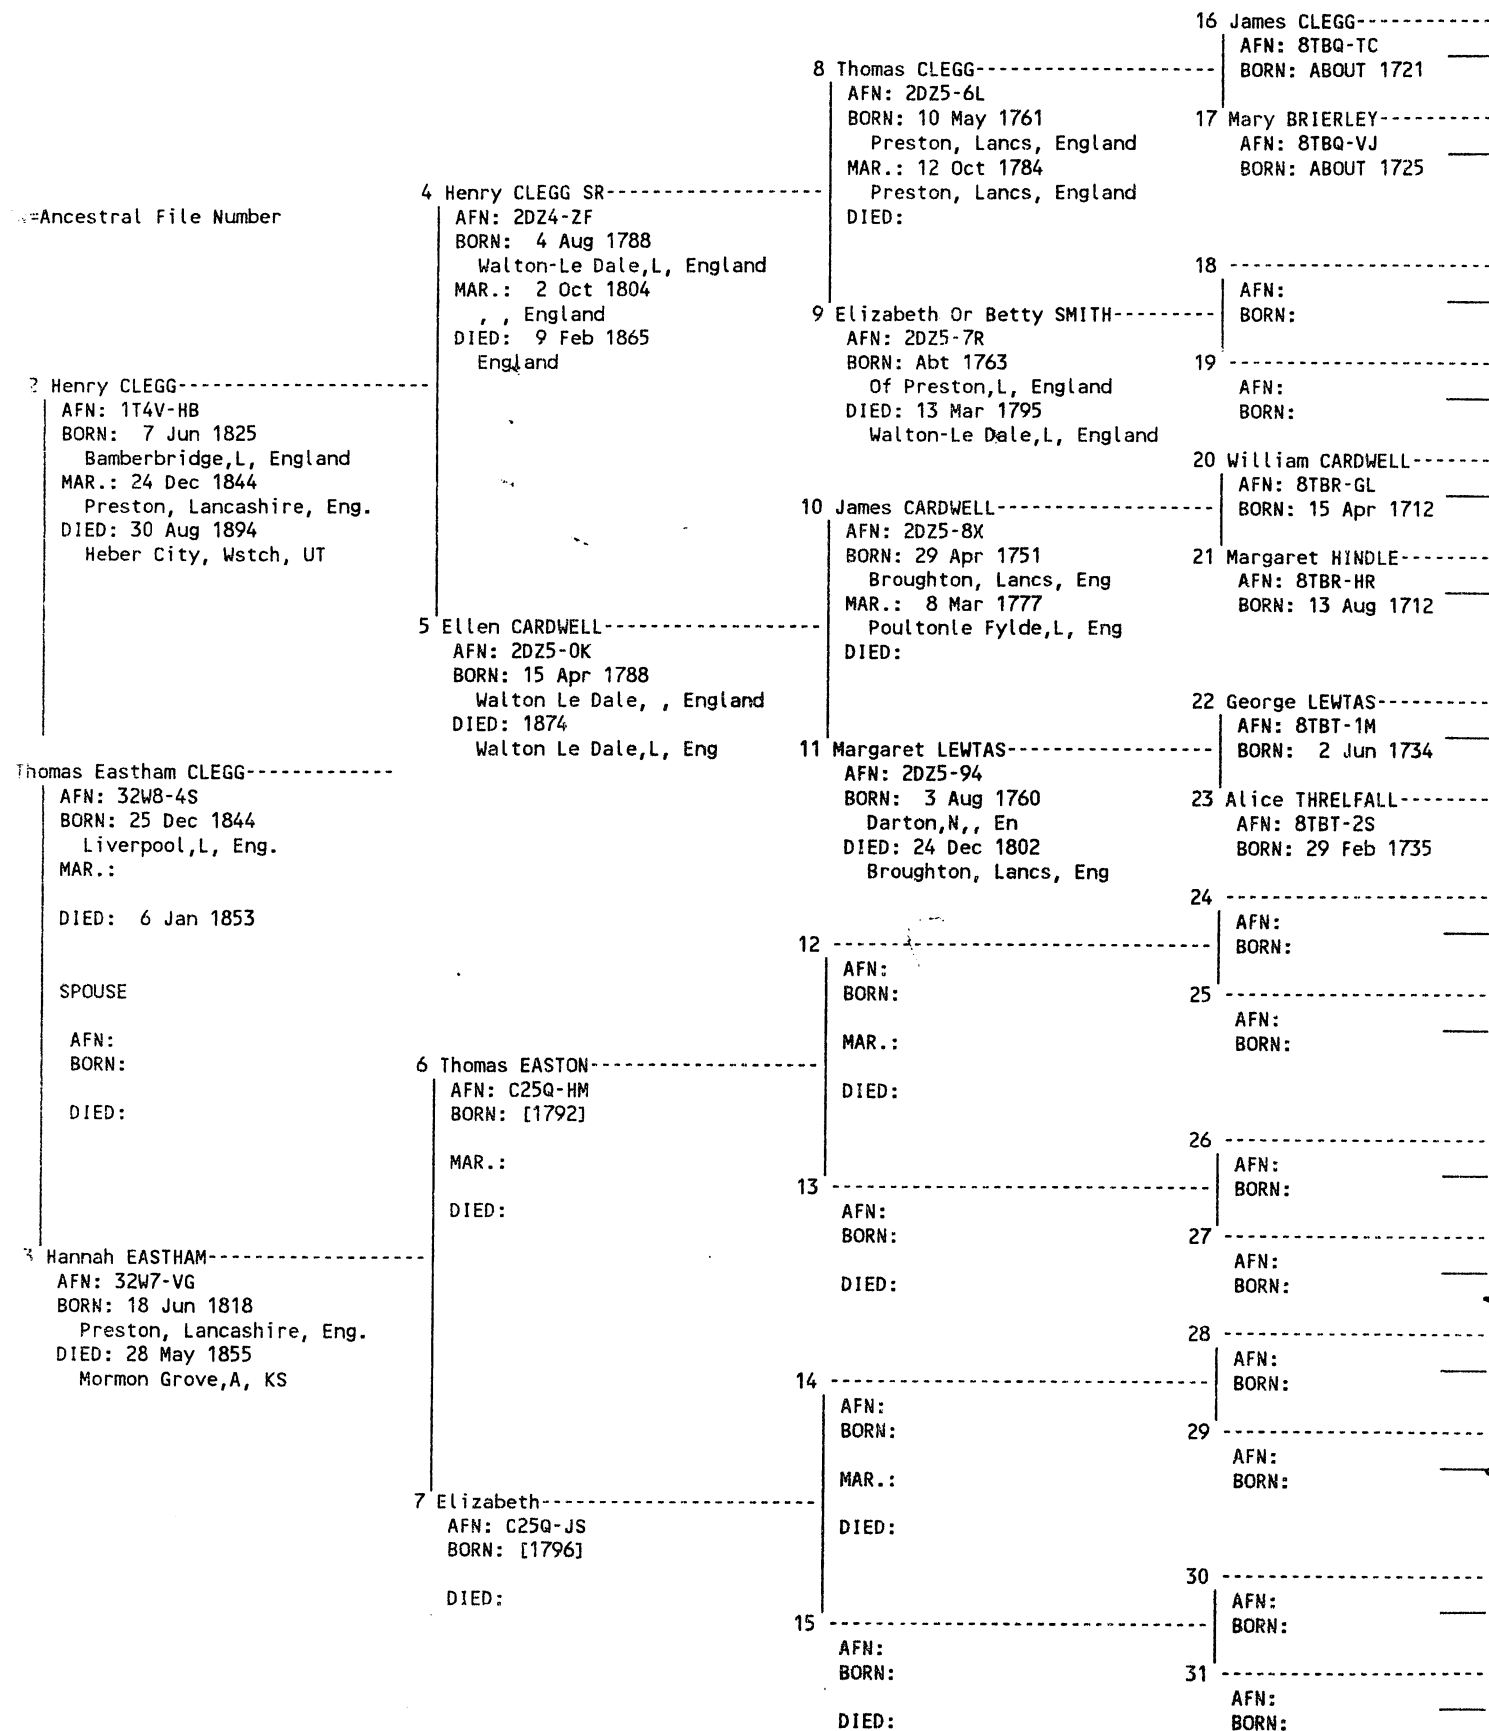 =Ancestral File Number
2 Henry CLEGG--------------------
AFN: 1T4V-HB
BORN:  7 Jun 1825
Bamberbridge,L, England
MAR.: 24 Dec 1844
Preston, Lancashire, Eng.
DIED: 30 Aug 1894
Heber City, Wstch, UT
Thomas Eastham CLEGG------------
AFN: 32W8-4S
BORN: 25 Dec 1844
Liverpool,L, Eng.
MAR.:
DIED:  6 Jan 1853
SPOUSE
AFN:
BORN:
DIED:
3 Hannah EASTHAM------------------
AFN: 32W7-VG
BORN: 18 Jun 1818
Preston, Lancashire, Eng.
DIED: 28 May 1855
Mormon Grove,A, KS
4 Henry CLEGG SR-----------------
AFN: 2DZ4-ZF
BORN:  4 Aug 1788
Walton-Le Dale,L, England
MAR.:  2 Oct 1804
, , England
DIED:  9 Feb 1865
England
5 Ellen CARDWELL-----------------
AFN: 2DZ5-0K
BORN: 15 Apr 1788
Walton Le Dale, , England
DIED: 1874
Walton Le Dale,L, Eng
6 Thomas EASTON------------------
AFN: C25Q-HM
BORN: [1792]
MAR.:
DIED:
7 Elizabeth----------------------
AFN: C25Q-JS
BORN: [1796]
DIED:
8 Thomas CLEGG-------------------
AFN: 2DZ5-6L
BORN: 10 May 1761
Preston, Lancs, England
MAR.: 12 Oct 1784
Preston, Lancs, England
DIED:
9 Elizabeth Or Betty SMITH--------
AFN: 2DZ5-7R
BORN: Abt 1763
Of Preston,L, England
DIED: 13 Mar 1795
Walton-Le Dale,L, England
10 James CARDWELL-----------------
AFN: 2DZ5-8X
BORN: 29 Apr 1751
Broughton, Lancs, Eng
MAR.:  8 Mar 1777
Poultonle Fylde,L, Eng
DIED:
11 Margaret LEWTAS----------------
AFN: 2DZ5-94
BORN:  3 Aug 1760
Darton,N,, En
DIED: 24 Dec 1802
Broughton, Lancs, Eng
12 -------------------------------
AFN:
BORN:
MAR.:
DIED:
13 -------------------------------
AFN:
BORN:
DIED:
14 -------------------------------
AFN:
BORN:
MAR.:
DIED:
15 -------------------------------
AFN:
BORN:
DIED:
16 James CLEGG-----------
AFN: 8TBQ-TC
BORN: ABOUT 1721
17 Mary BRIERLEY---------
AFN: 8TBQ-VJ
BORN: ABOUT 1725
18 ----------------------
AFN:
BORN:
19 ----------------------
AFN:
BORN:
20 William CARDWELL------
AFN: 8TBR-GL
BORN: 15 Apr 1712
21 Margaret HINDLE-------
AFN: 8TBR-HR
BORN: 13 Aug 1712
22 George LEWTAS---------
AFN: 8TBT-1M
BORN:  2 Jun 1734
23 Alice THRELFALL-------
AFN: 8TBT-2S
BORN: 29 Feb 1735
24 ----------------------
AFN:
BORN:
25 ----------------------
AFN:
BORN:
26 ----------------------
AFN:
BORN:
27 ----------------------
AFN:
BORN:
28 ----------------------
AFN:
BORN:
29 ----------------------
AFN:
BORN:
30 ----------------------
AFN:
BORN:
31 ----------------------
AFN:
BORN: